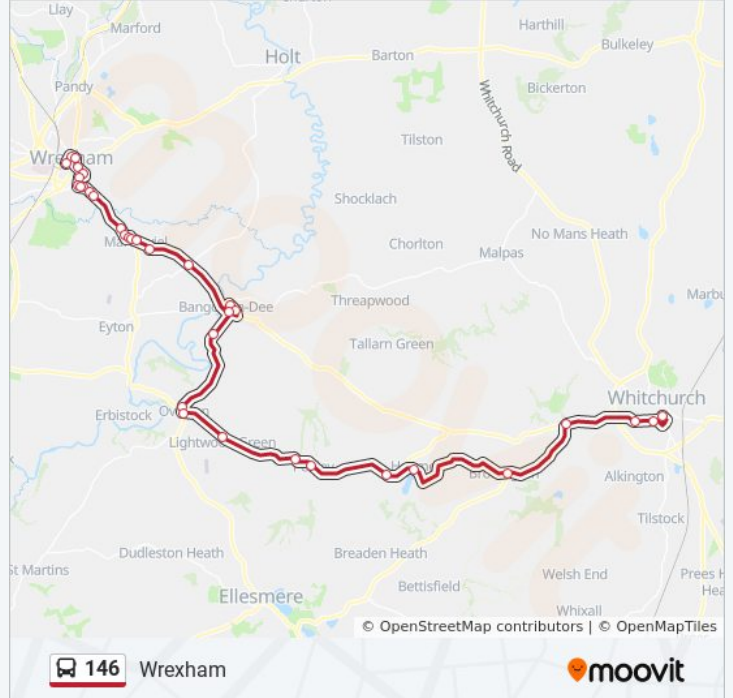 Llay
Marford
Harthill
Holt
Barton
Bulkeley
Pandy
Bickerton
Whitchurch Road
Tilston
Wrexham
Shocklach
Chorlton
No Mans Heath
Malpas
Threapwood
Eyton
Tallarn Green
Whitchurch
Erbistock
Lightwood Green
Alkington
Tilstock
Dudleston Heath
Breaden Heath
St Martins
Welsh End
Prees H
Hea
Bettisfield
Ellesmere
Whixall
© OpenStreetMap contributors | © OpenMapTiles
146 Wrexham
moovit